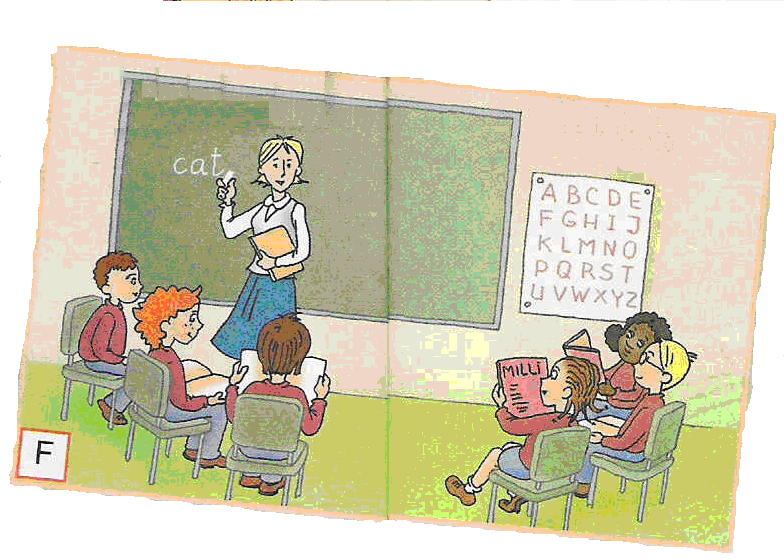 cat
A B C D E
F G H I J
K L M N O
P Q R S T
U V W X Y Z
MILLI
F